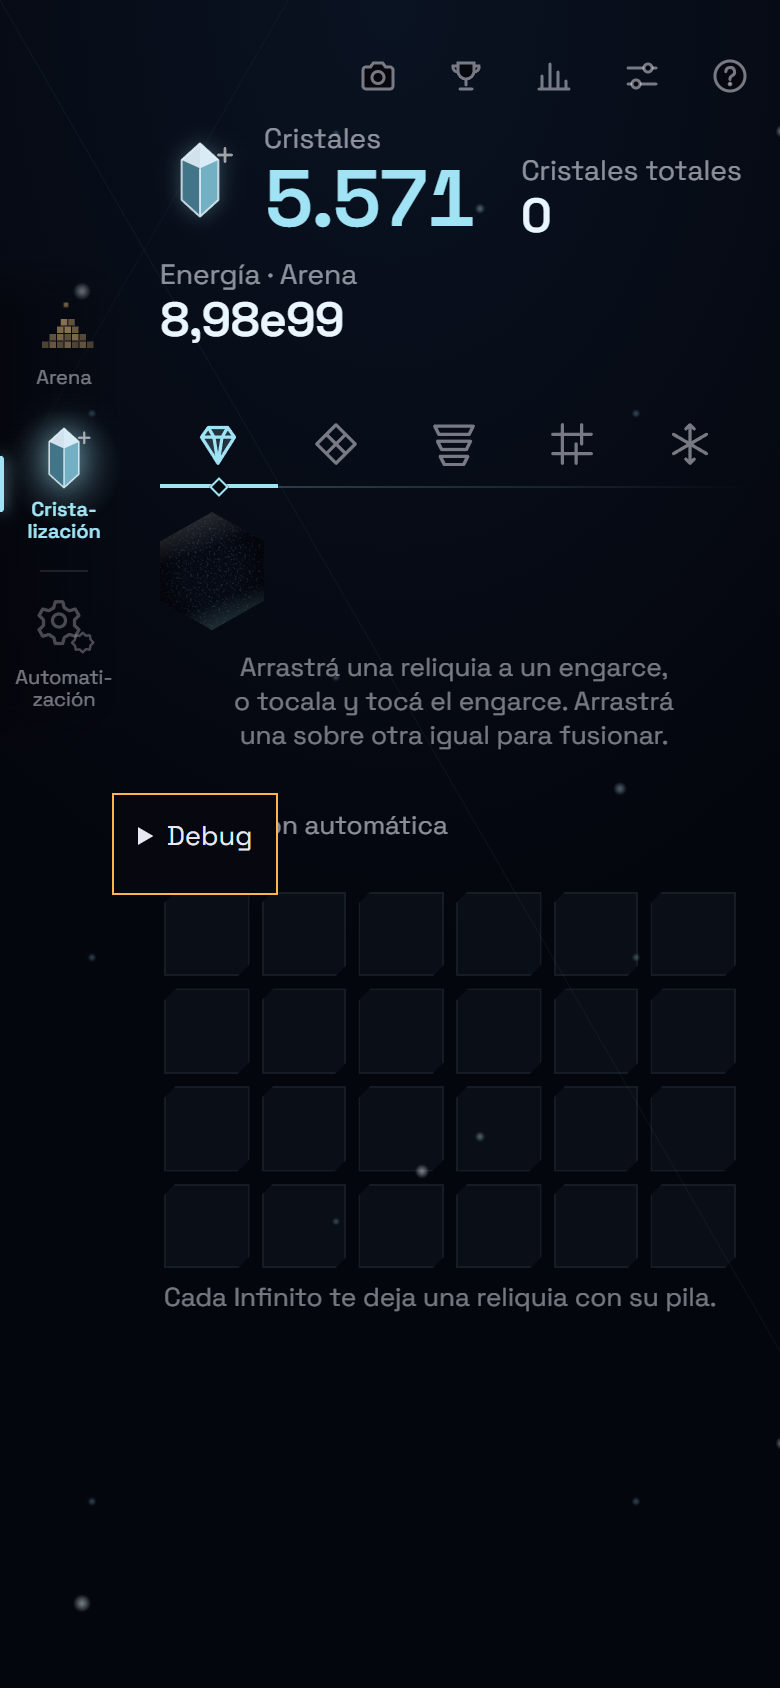 Cristales
5.571
Cristales totales
0
Energía · Arena
8,98e99
Arena
Crista-
lización
Automati-
zación
Arrastrá una reliquia a un engarce,
o tocala y tocá el engarce. Arrastrá
una sobre otra igual para fusionar.
Debug
automática
Cada Infinito te deja una reliquia con su pila.